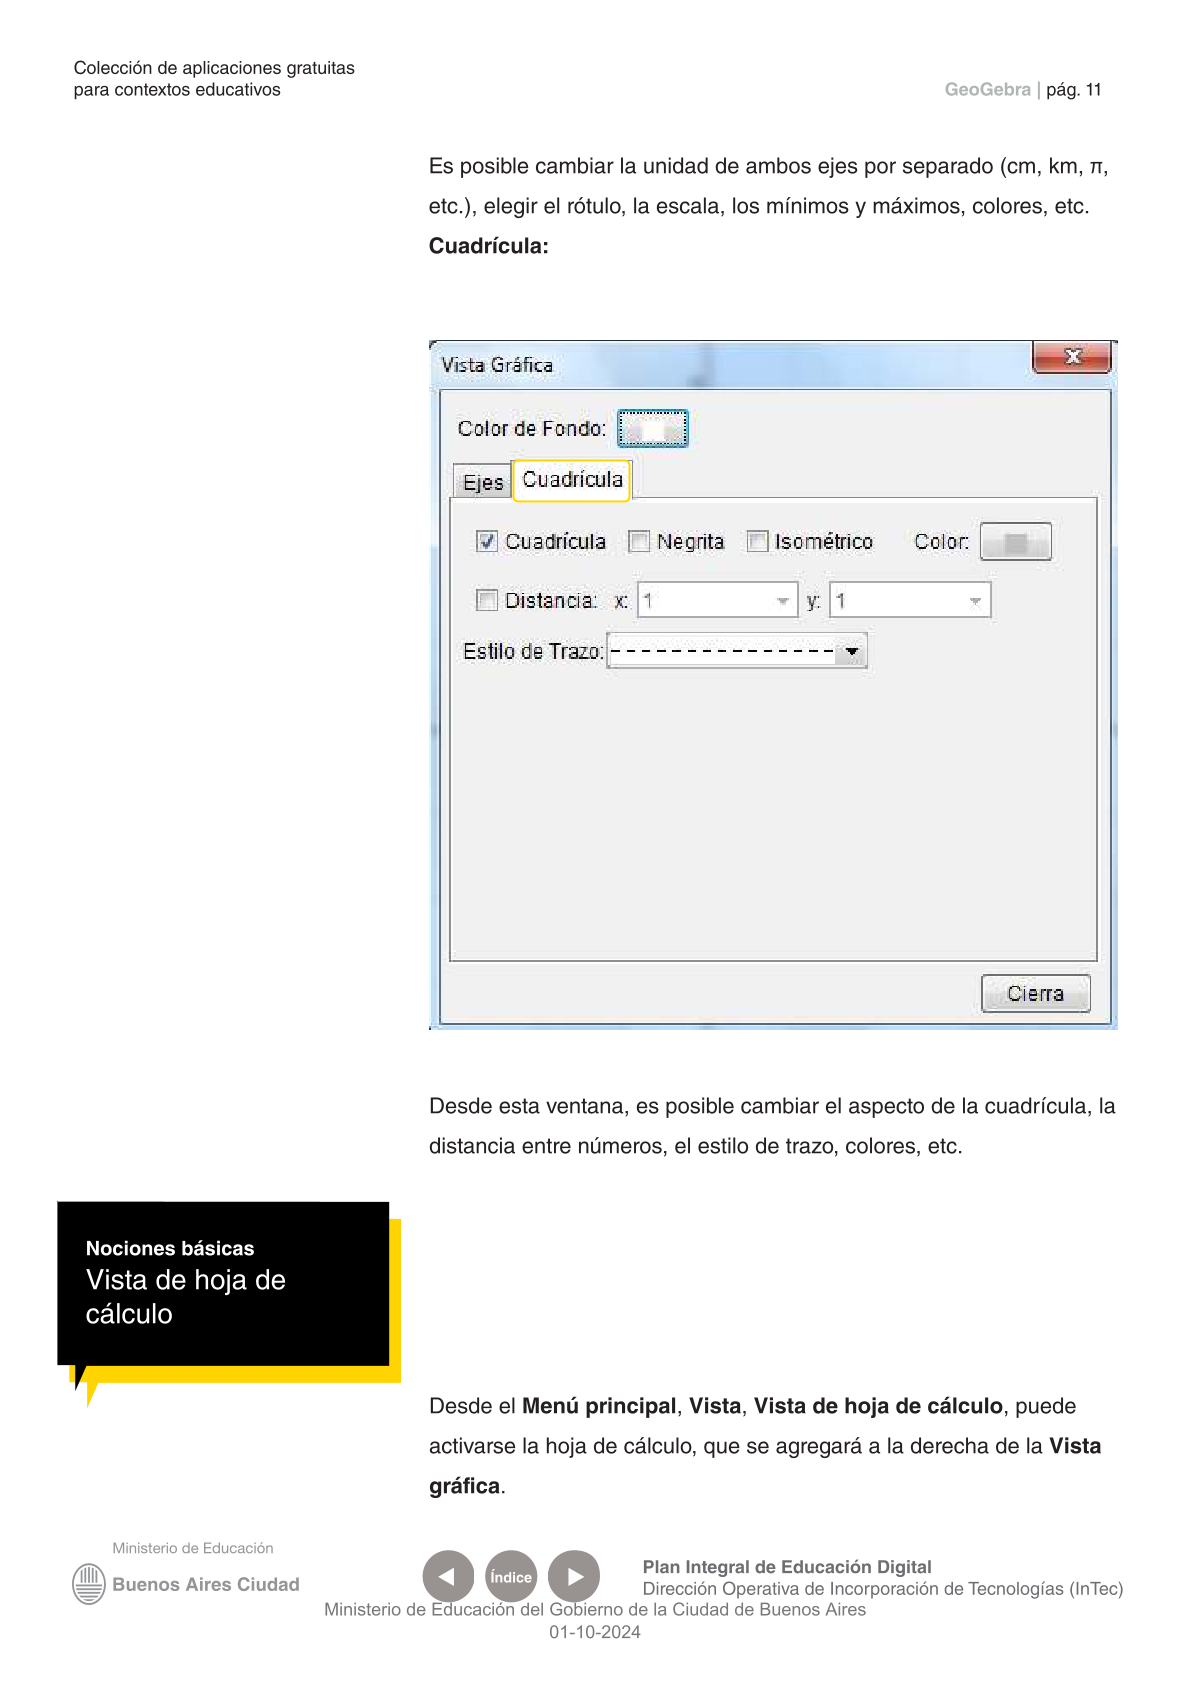 Colección de aplicaciones gratuitas
para contextos educativos
GeoGebra | pág. 11
Es posible cambiar la unidad de ambos ejes por separado (cm, km, π,
etc.), elegir el rótulo, la escala, los mínimos y máximos, colores, etc.
Cuadrícula:
Vista Gráfica
Color de Fondo:
Ejes Cuadrícula
Cuadrícula Negrita Isométrico Color:
Distancia: x: 1 y: 1
Estilo de Trazo:
Cierra
Desde esta ventana, es posible cambiar el aspecto de la cuadrícula, la
distancia entre números, el estilo de trazo, colores, etc.
Nociones básicas
Vista de hoja de
cálculo
Desde el Menú principal, Vista, Vista de hoja de cálculo, puede
activarse la hoja de cálculo, que se agregará a la derecha de la Vista
gráfica.
Ministerio de Educación
Buenos Aires Ciudad
Índice
Plan Integral de Educación Digital
Dirección Operativa de Incorporación de Tecnologías (InTec)
Ministerio de Educación del Gobierno de la Ciudad de Buenos Aires
01-10-2024